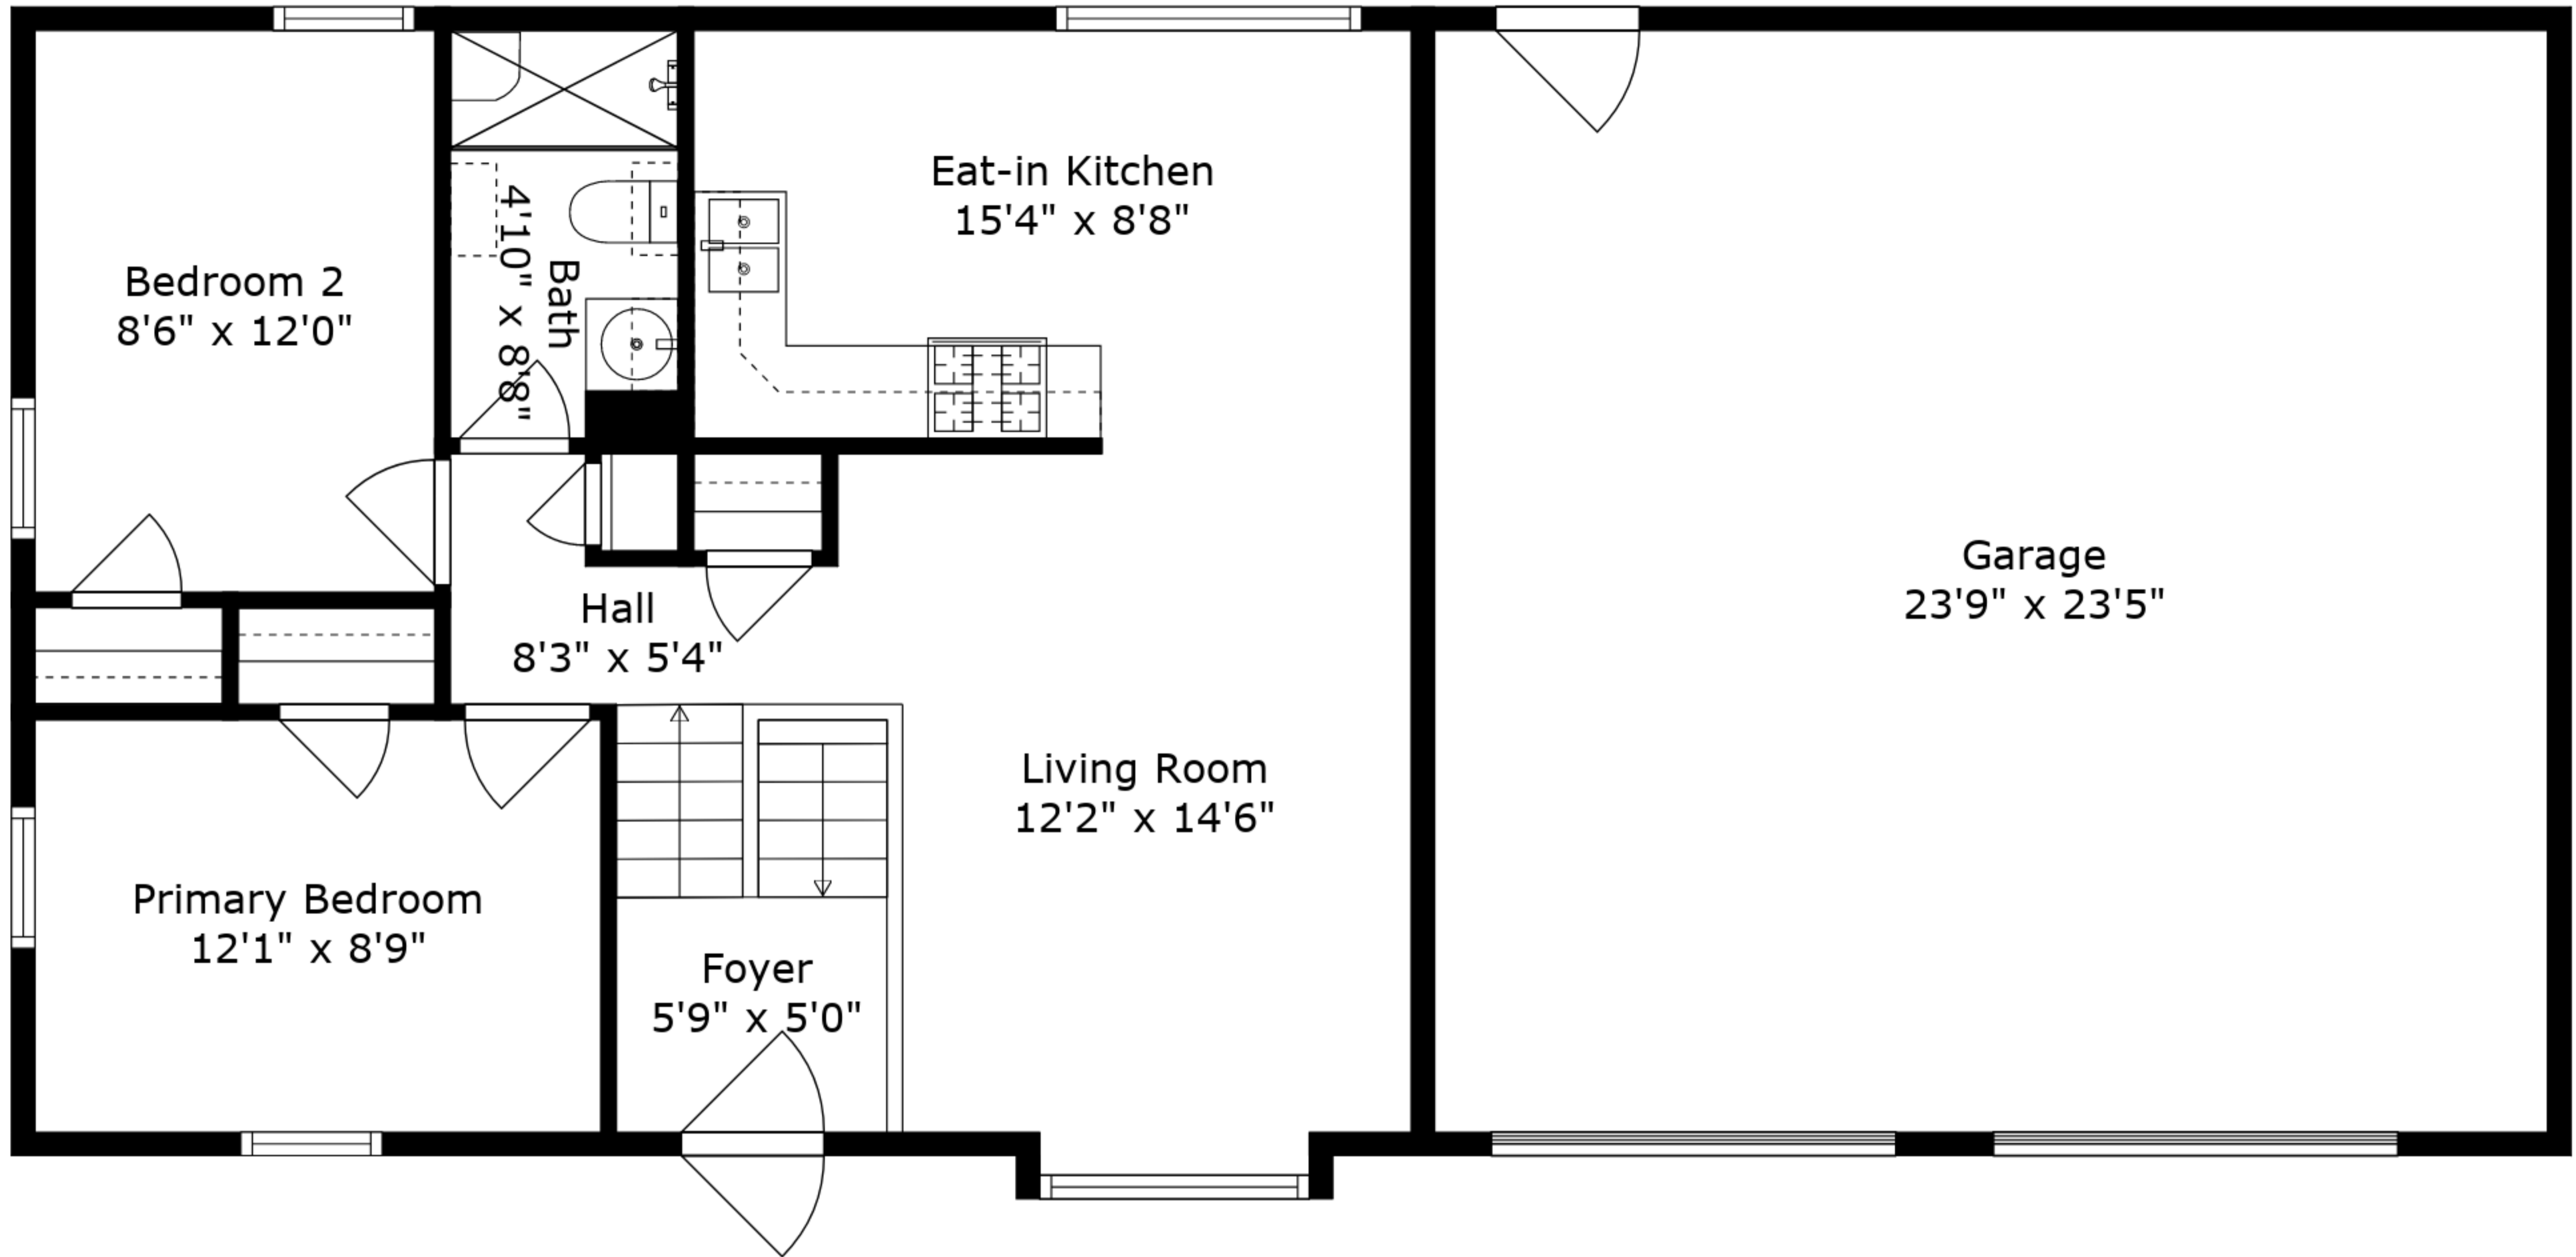 Eat-in Kitchen
15'4" x 8'8"
Bedroom 2
8'6" x 12'0"
Bath
4'10" x 8'8"
Garage
23'9" x 23'5"
Hall
8'3" x 5'4"
Living Room
12'2" x 14'6"
Primary Bedroom
12'1" x 8'9"
Foyer
5'9" x 5'0"